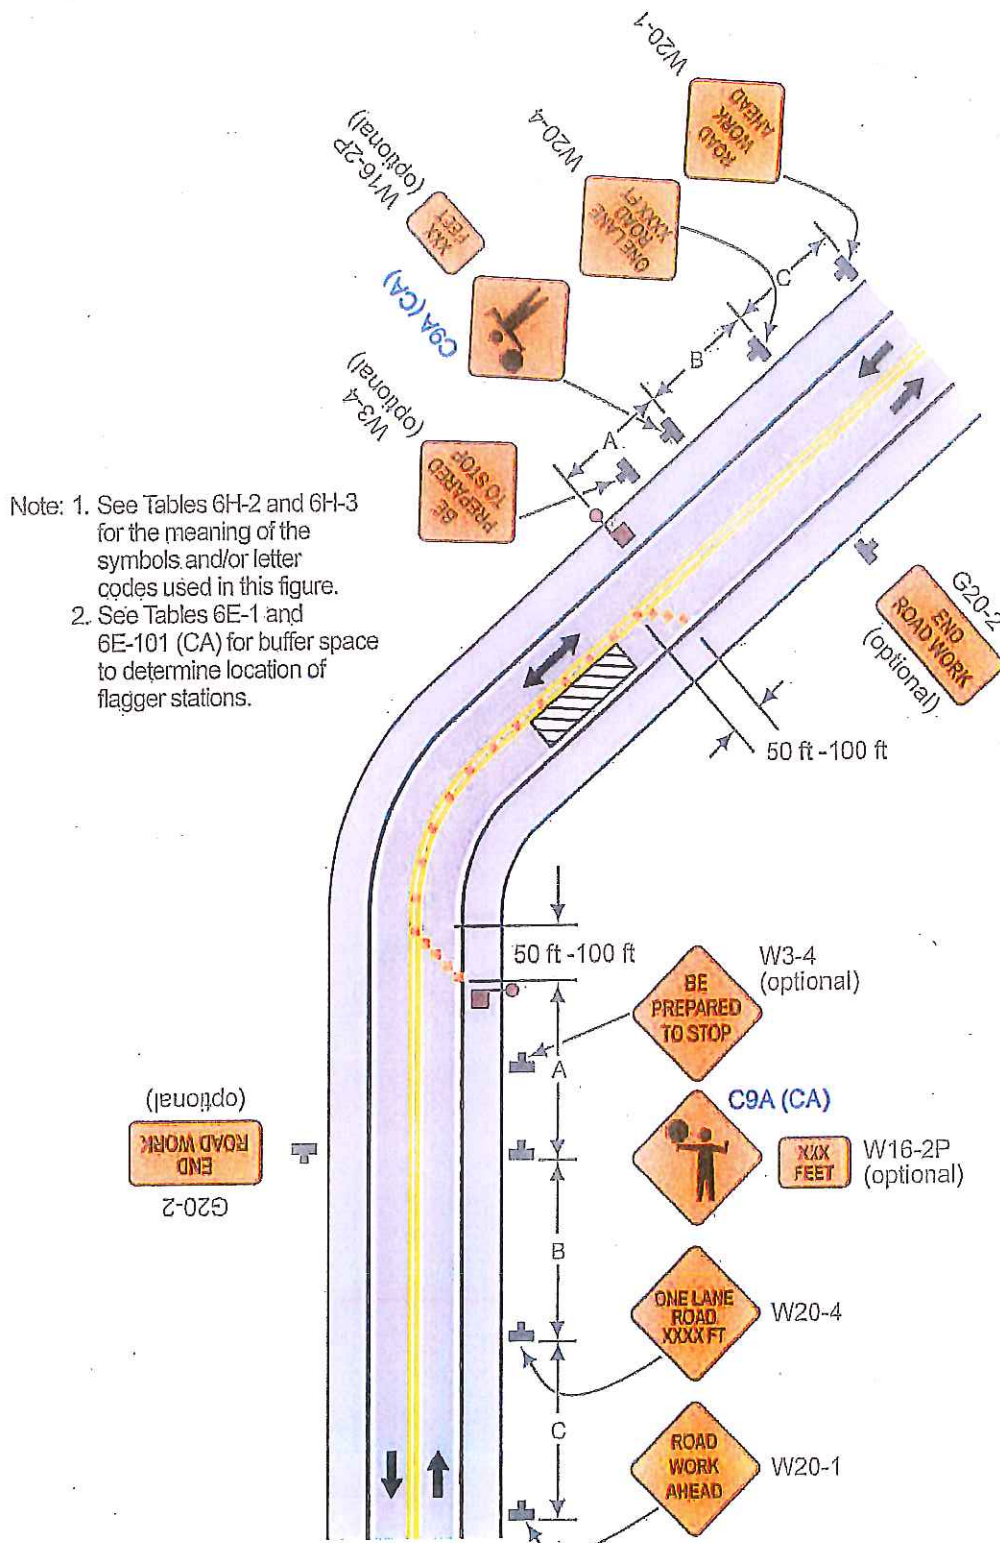 W20-1
ROAD
WORK
AHEAD
W20-4
ONE LANE
ROAD
XXXX FT
W16-2P
(optional)
XXX
FEET
C9A (CA)
W3-4
(optional)
BE
PREPARED
TO STOP
C
B
A
Note: 1. See Tables 6H-2 and 6H-3
for the meaning of the
symbols and/or letter
codes used in this figure.
2. See Tables 6E-1 and
6E-101 (CA) for buffer space
to determine location of
flagger stations.
G20-2
END
ROAD WORK
(optional)
50 ft -100 ft
50 ft -100 ft
W3-4
(optional)
BE
PREPARED
TO STOP
A
C9A (CA)
XXX
FEET
W16-2P
(optional)
G20-2
END
ROAD WORK
(optional)
B
ONE LANE
ROAD
XXXX FT
W20-4
C
ROAD
WORK
AHEAD
W20-1